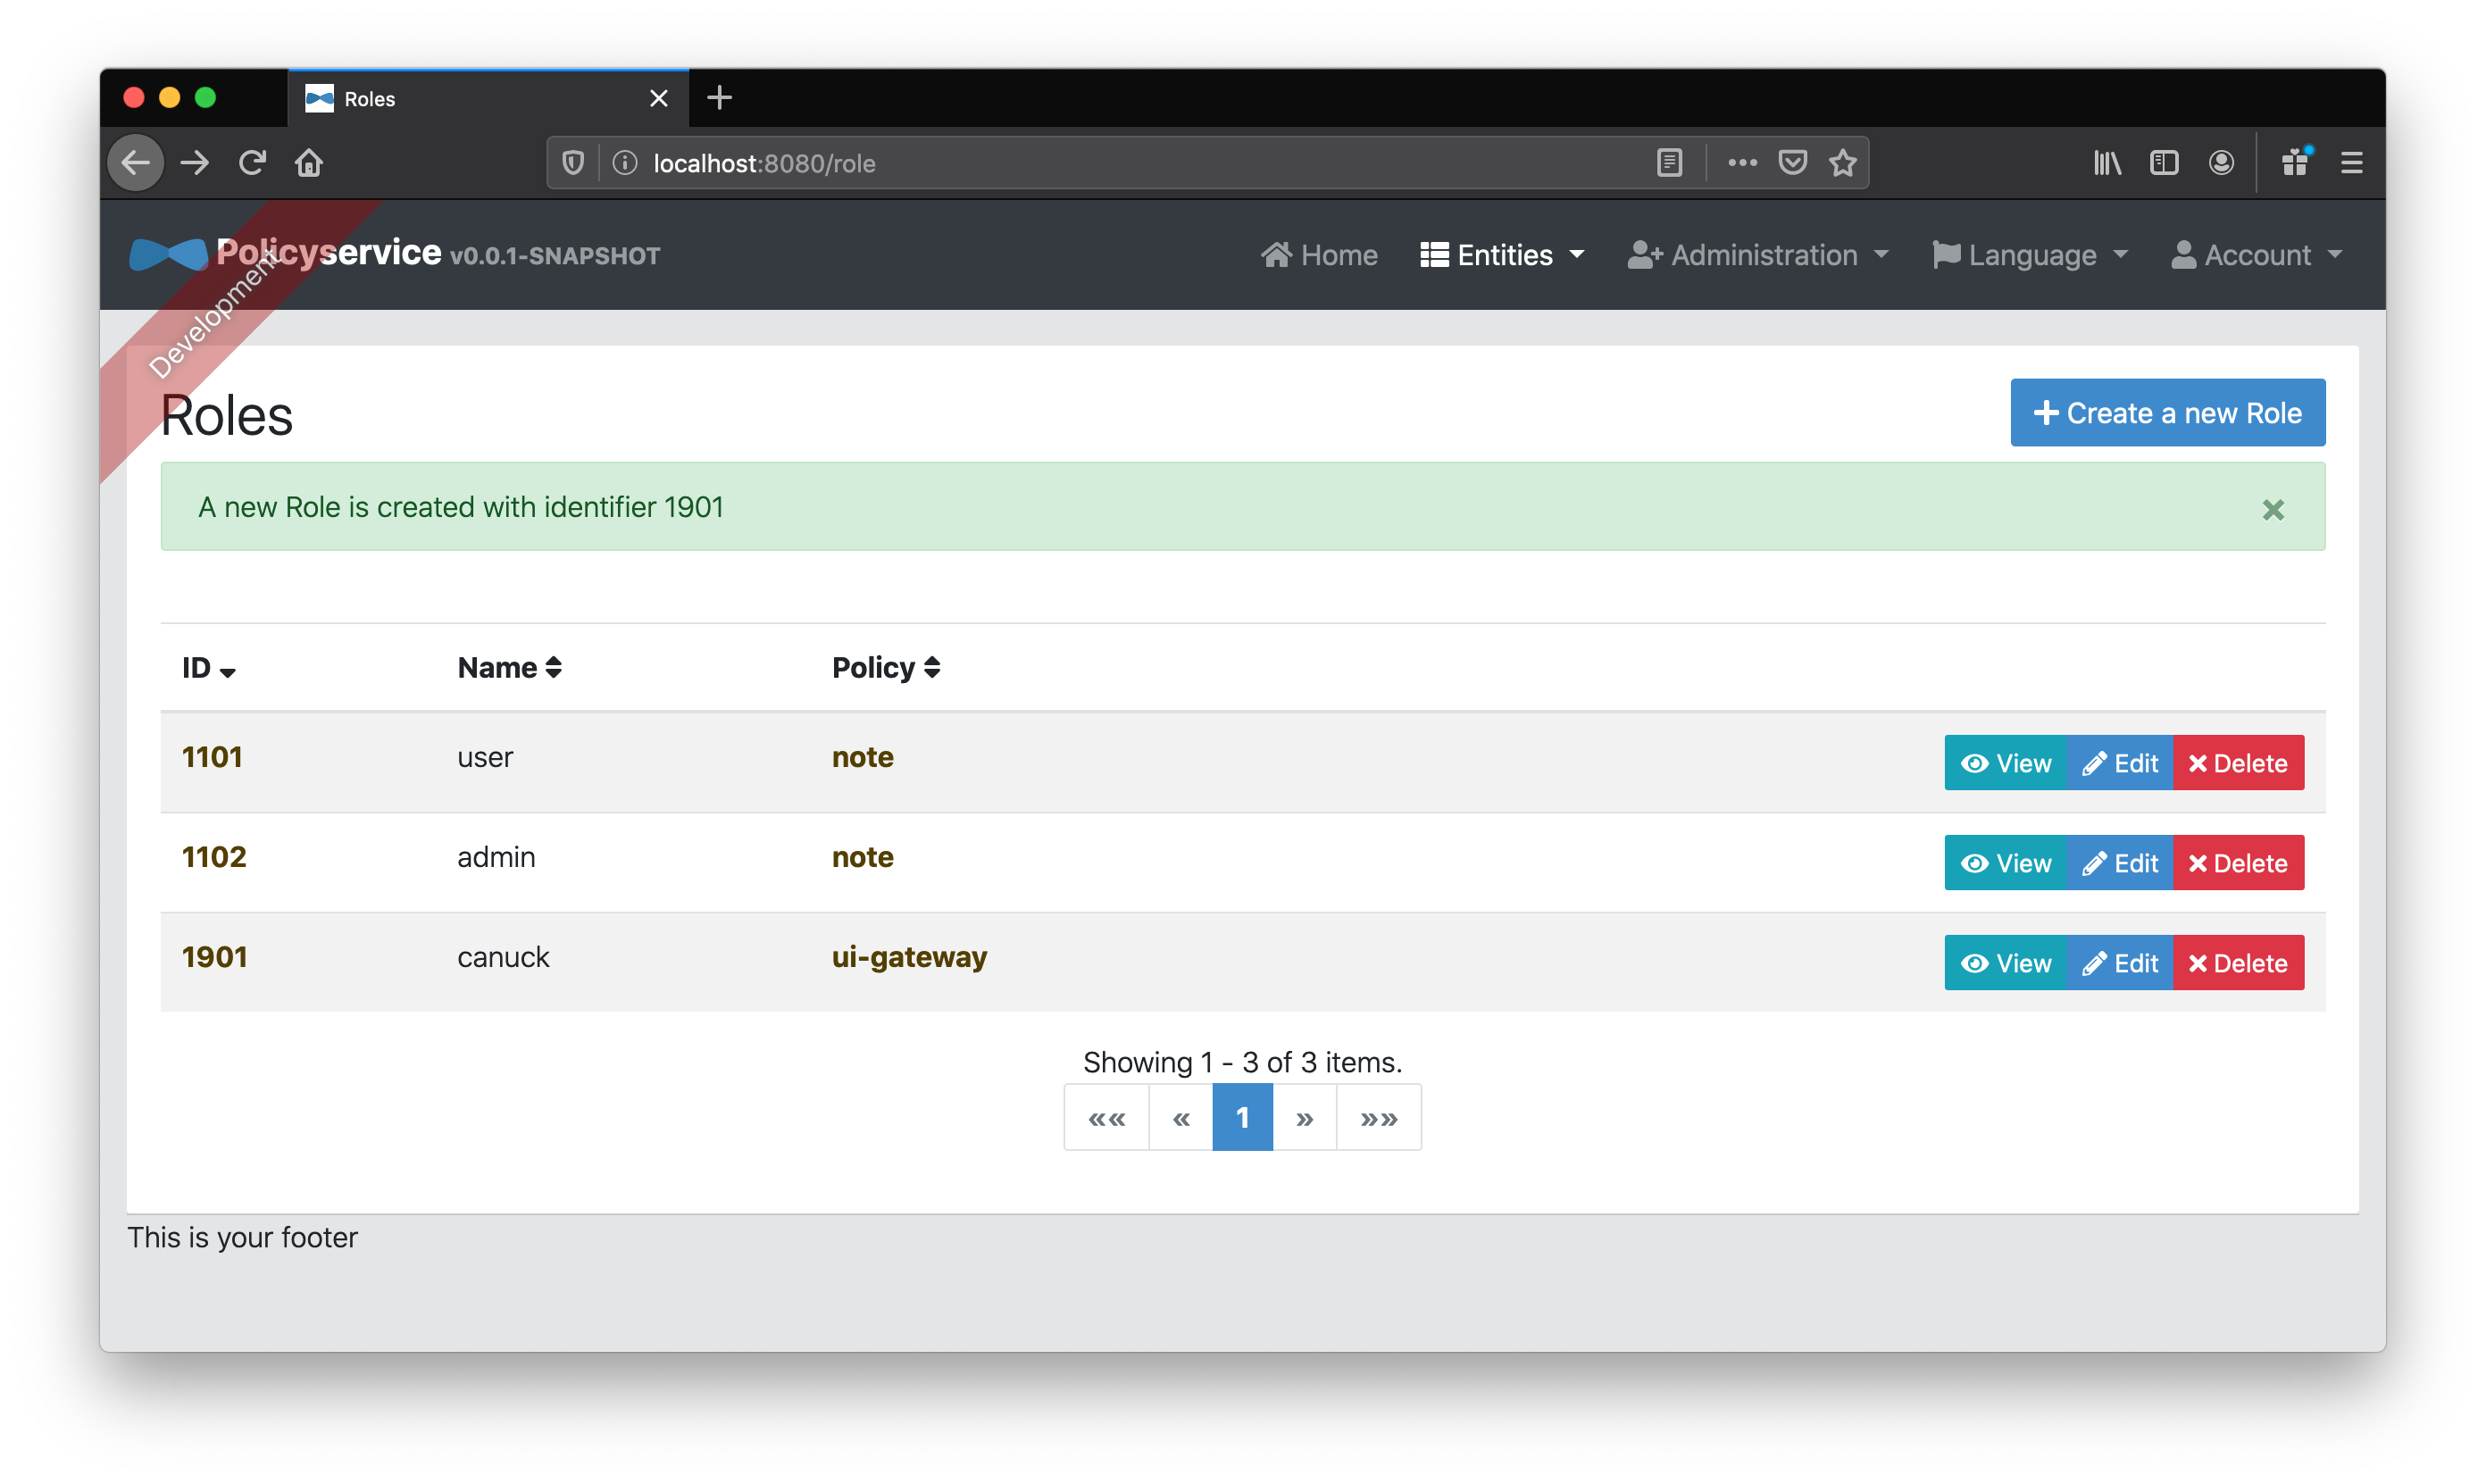 Roles
localhost:8080/role
Policyservice v0.0.1-SNAPSHOT
Home Entities Administration Language Account
Development
Roles
Create a new Role
A new Role is created with identifier 1901
ID Name Policy
1101 user note View Edit Delete
1102 admin note View Edit Delete
1901 canuck ui-gateway View Edit Delete
Showing 1 - 3 of 3 items.
«« « 1 » »»
This is your footer